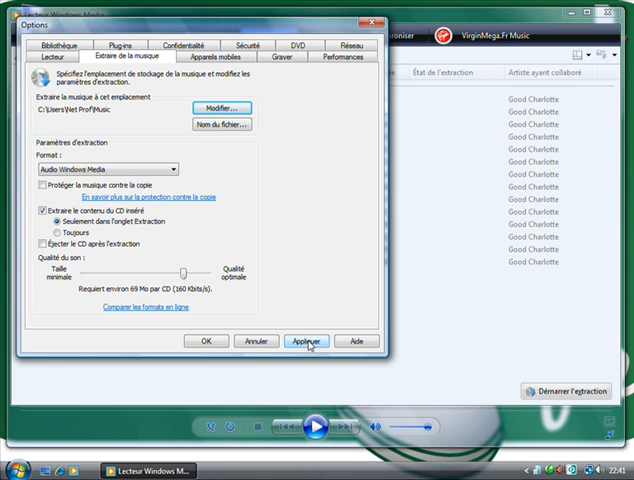 Lecteur Windows Media
Options
oniser
VirginMega.Fr Music
Bibliothèque
Plug-ins
Confidentialité
Sécurité
DVD
Réseau
Lecteur
Extraire de la musique
Appareils mobiles
Graver
Performances
État de l'extraction
Artiste ayant collaboré
Spécifiez l'emplacement de stockage de la musique et modifiez les
paramètres d'extraction.
Extraire la musique à cet emplacement
C:\Users\Net Prof\Music
Modifier...
Nom du fichier...
Paramètres d'extraction
Format :
Audio Windows Media
Protéger la musique contre la copie
En savoir plus sur la protection contre la copie
Extraire le contenu du CD inséré
Seulement dans l'onglet Extraction
Toujours
Éjecter le CD après l'extraction
Qualité du son :
Taille
minimale
Qualité
optimale
Requiert environ 69 Mo par CD (160 Kbits/s).
Comparer les formats en ligne
OK
Annuler
Appliquer
Aide
Good Charlotte
Good Charlotte
Good Charlotte
Good Charlotte
Good Charlotte
Good Charlotte
Good Charlotte
Good Charlotte
Good Charlotte
Good Charlotte
Good Charlotte
Good Charlotte
Good Charlotte
Good Charlotte
Démarrer l'extraction
Lecteur Windows M...
22:41